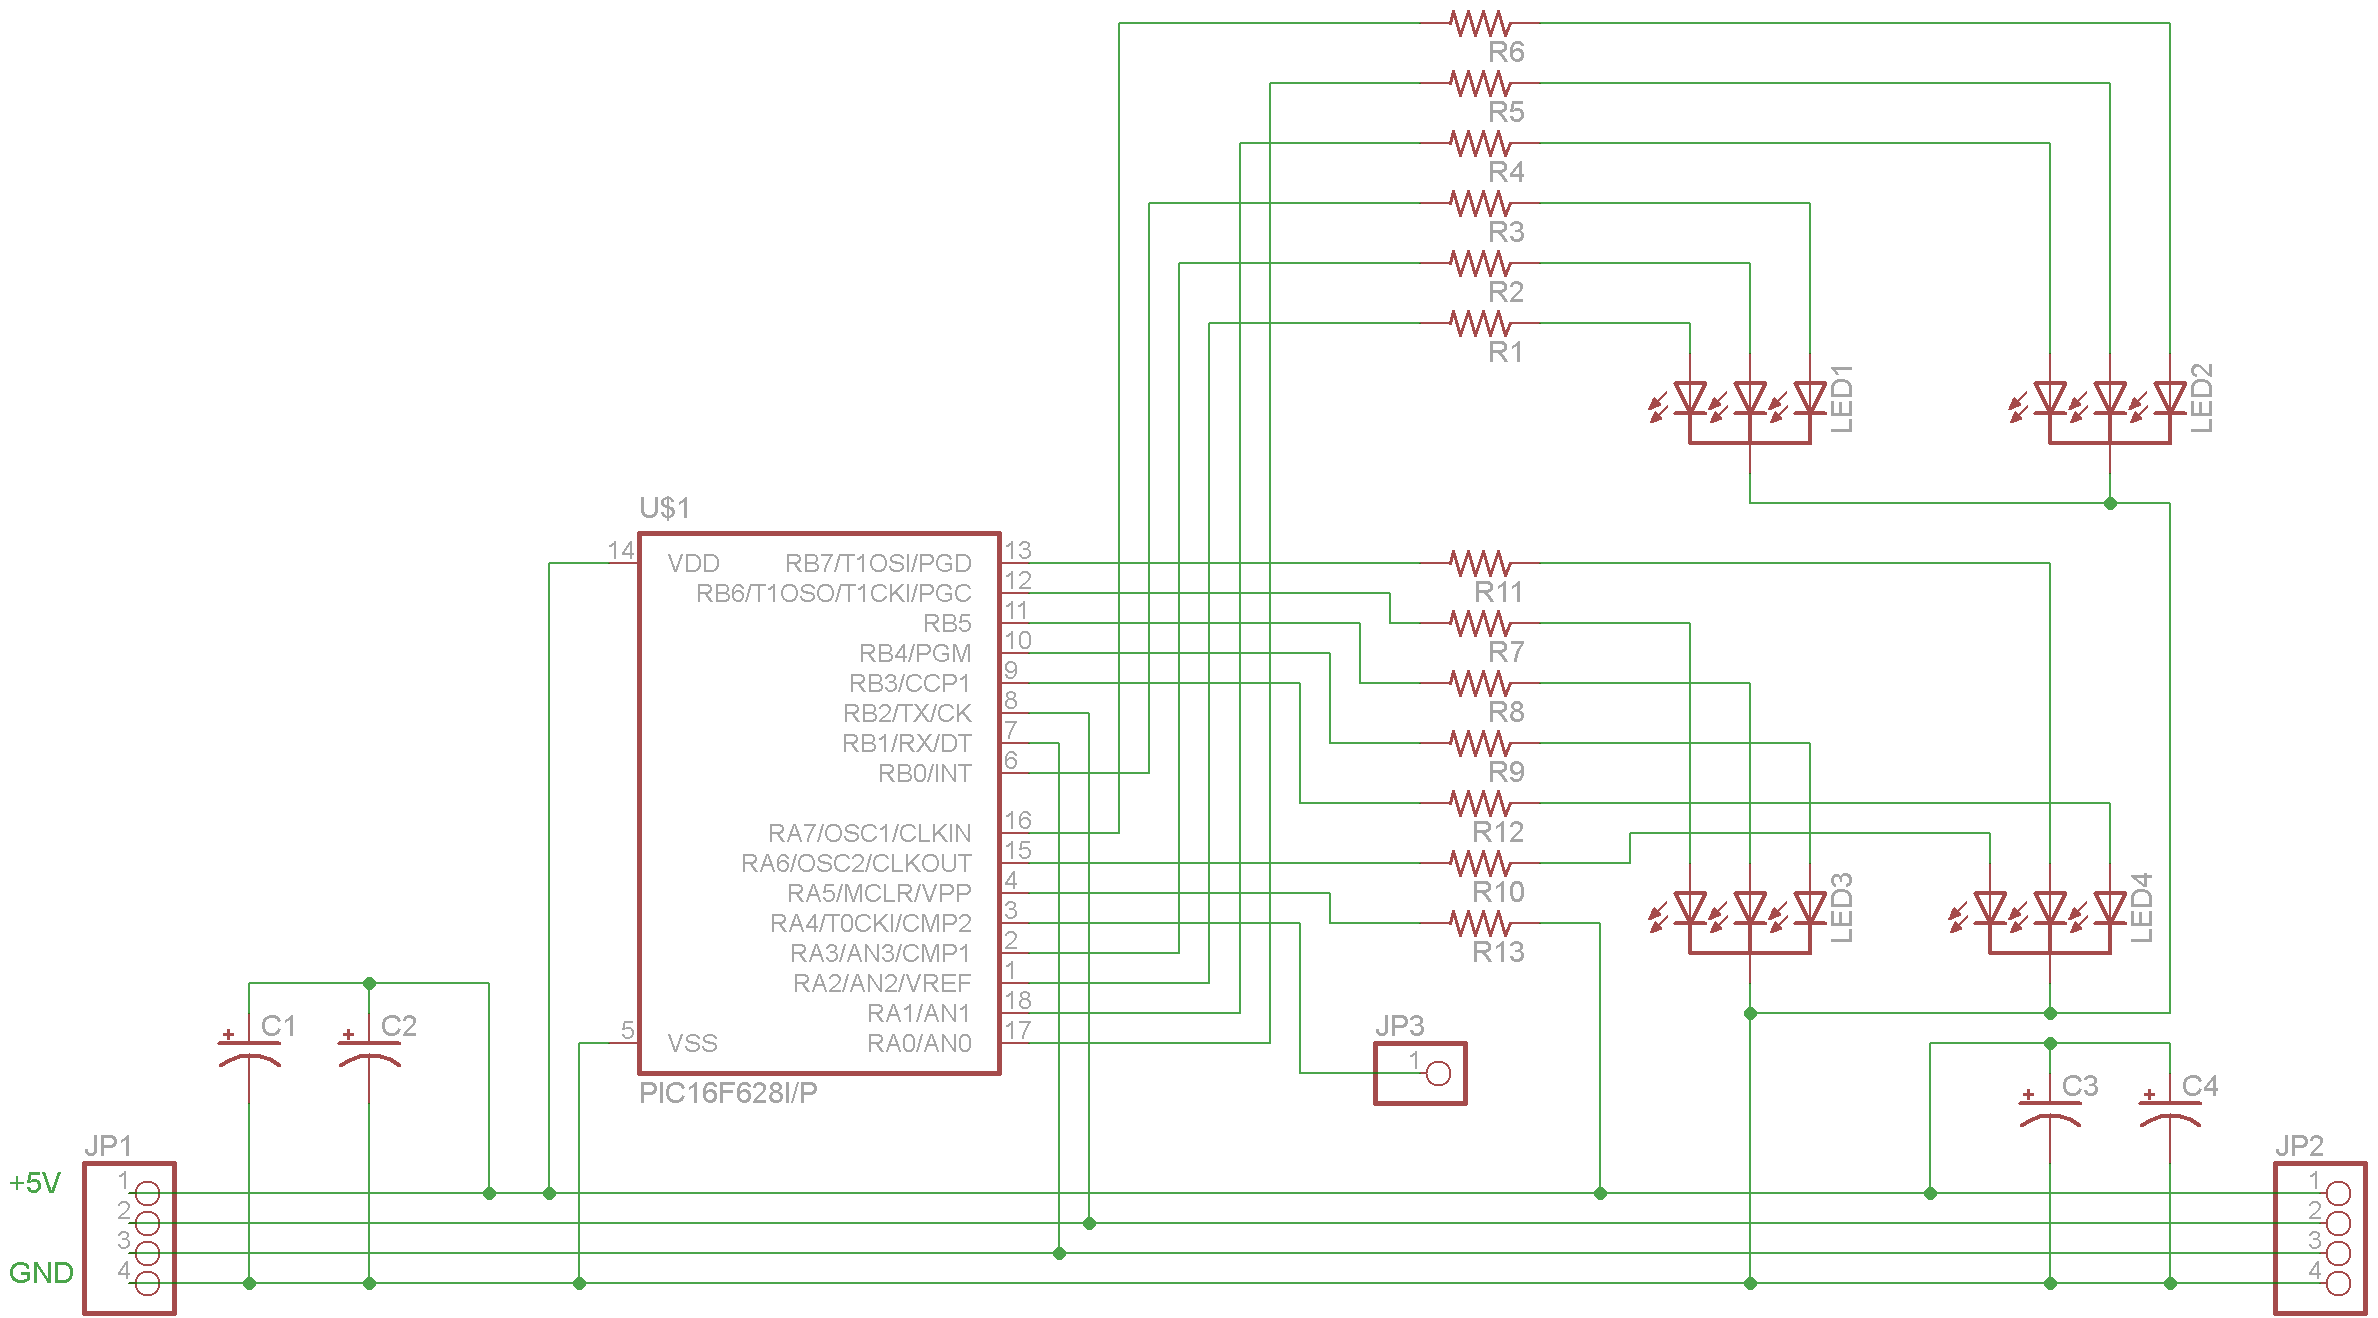 R6
R5
R4
R3
R2
R1
LED1
LED2
U$1
14
VDD
RB7/T1OSI/PGD
13
RB6/T1OSO/T1CKI/PGC
12
RB5
11
RB4/PGM
10
RB3/CCP1
9
RB2/TX/CK
8
RB1/RX/DT
7
RB0/INT
6
RA7/OSC1/CLKIN
16
RA6/OSC2/CLKOUT
15
RA5/MCLR/VPP
4
RA4/T0CKI/CMP2
3
RA3/AN3/CMP1
2
RA2/AN2/VREF
1
RA1/AN1
18
5
VSS
RA0/AN0
17
PIC16F628I/P
R11
R7
R8
R9
R12
R10
R13
LED3
LED4
+
C1
+
C2
JP3
1
+
C3
+
C4
JP1
+5V
1
2
3
GND
4
JP2
1
2
3
4